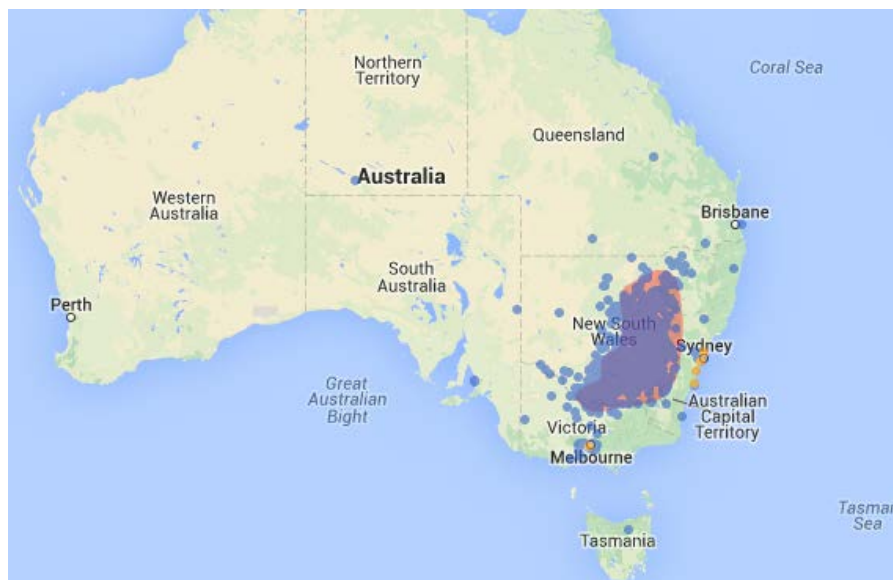 Coral Sea
Northern
Territory
Queensland
Australia
Western
Australia
Brisbane
South
Australia
Perth
New South
Wales
Sydney
Great
Australian
Bight
Australian
Capital
Territory
Victoria
Melbourne
Tasman
Sea
Tasmania